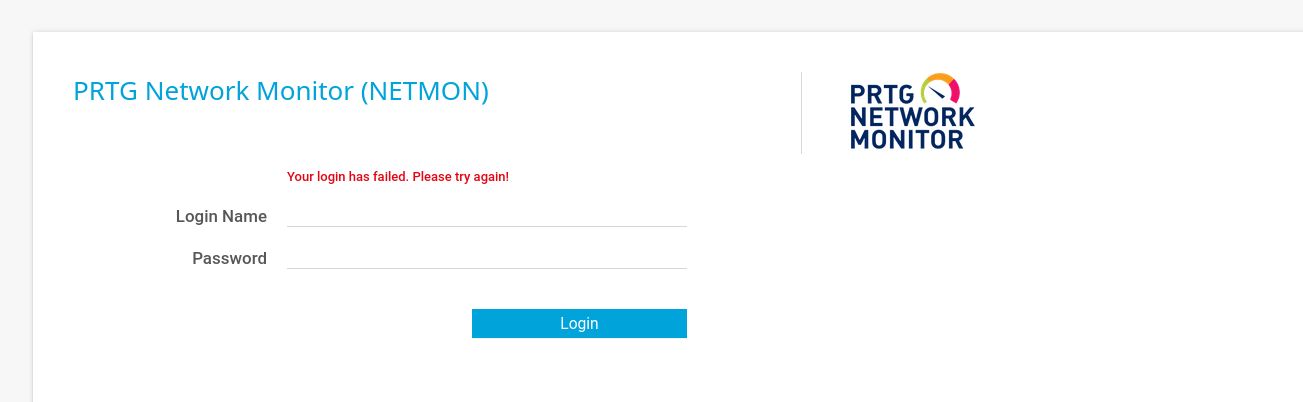 PRTG Network Monitor (NETMON)
PRTG
NETWORK
MONITOR
Your login has failed. Please try again!
Login Name
Password
Login